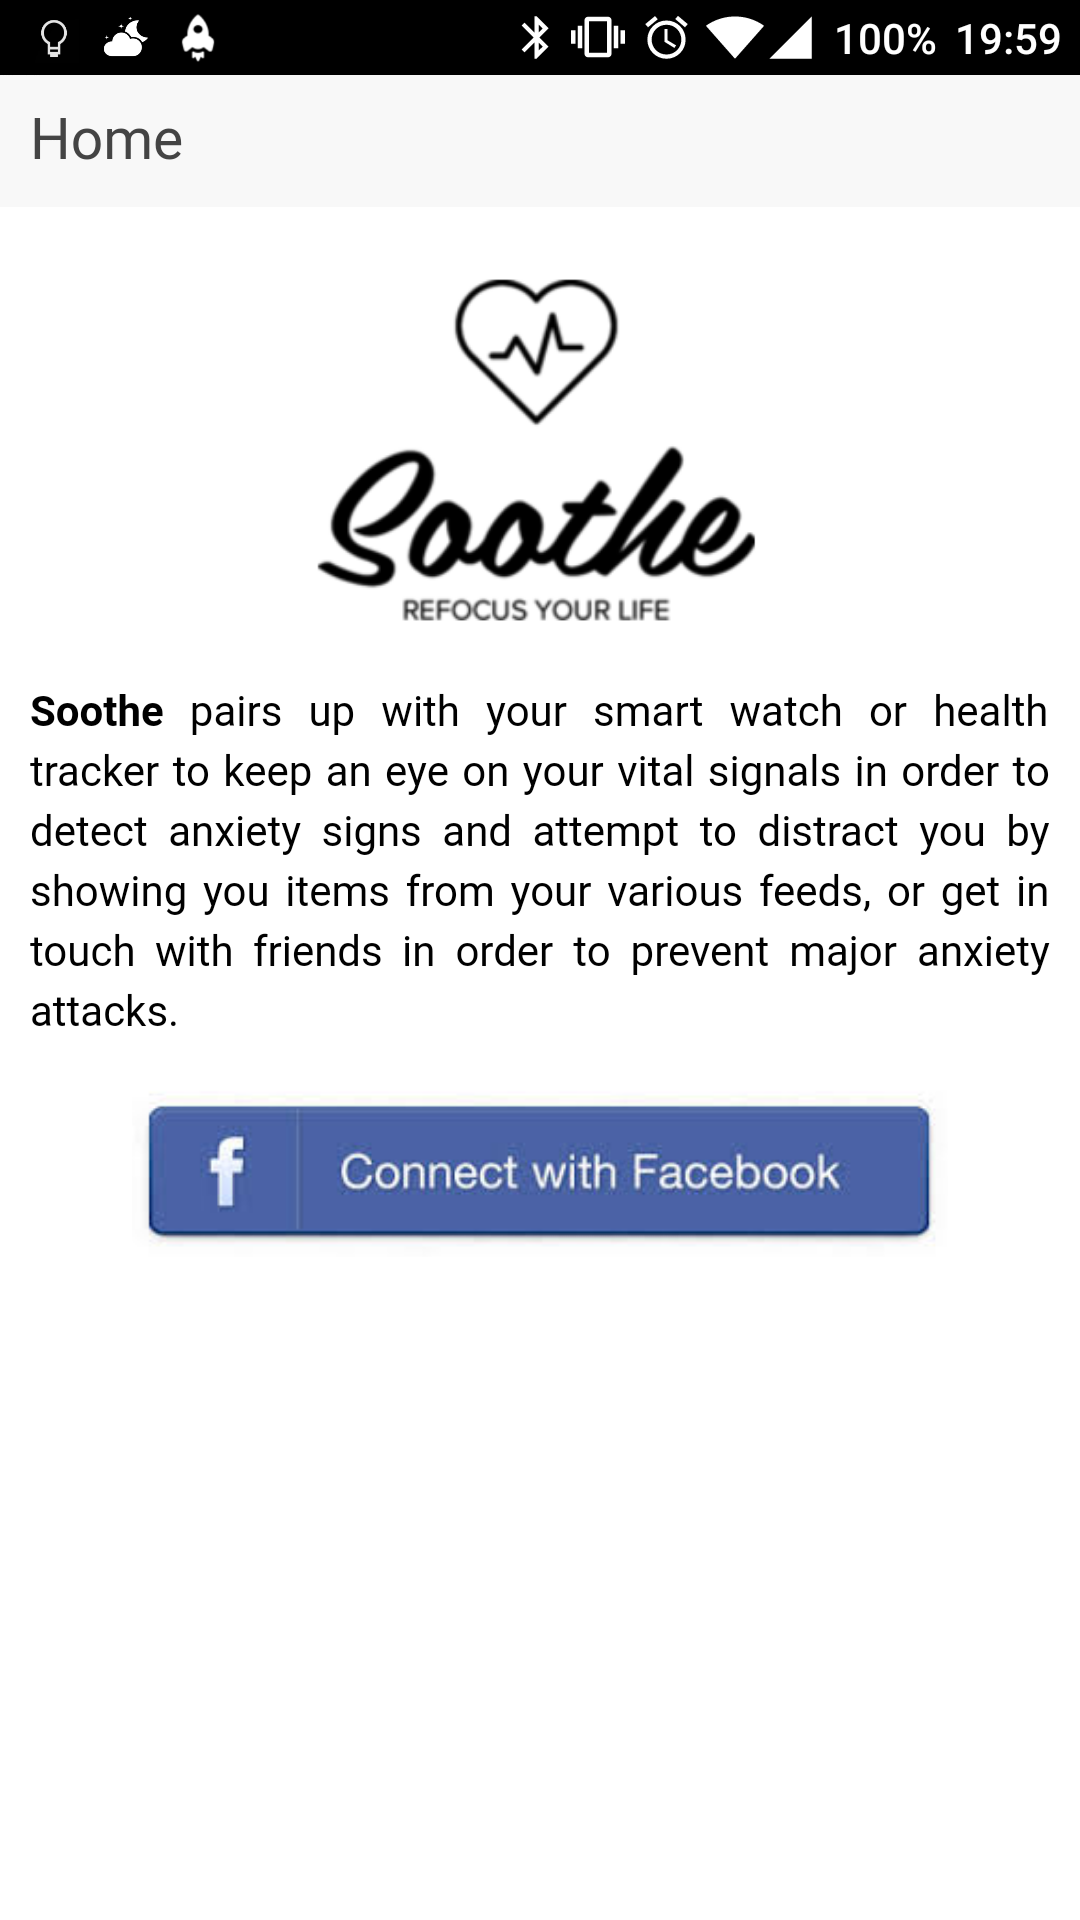 100% 19:59
Home
Soothe
REFOCUS YOUR LIFE
Soothe pairs up with your smart watch or health
tracker to keep an eye on your vital signals in order to
detect anxiety signs and attempt to distract you by
showing you items from your various feeds, or get in
touch with friends in order to prevent major anxiety
attacks.
f Connect with Facebook